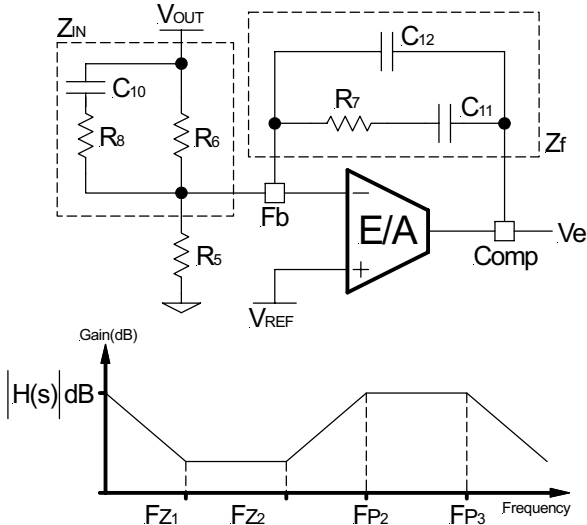 ZIN
VOUT
C12
C10
R7
C11
R8
R6
Zf
Fb
E/A
Ve
R5
Comp
VREF
Gain(dB)
|H(s)| dB
FZ1
FZ2
FP2
FP3
Frequency